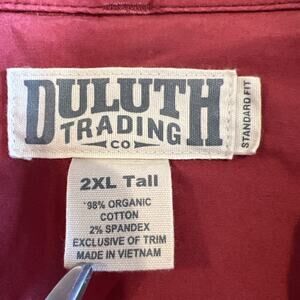 DULUTH
TRADING
CO
STANDARD FIT
2XL Tall
*98% ORGANIC
COTTON
2% SPANDEX
EXCLUSIVE OF TRIM
MADE IN VIETNAM